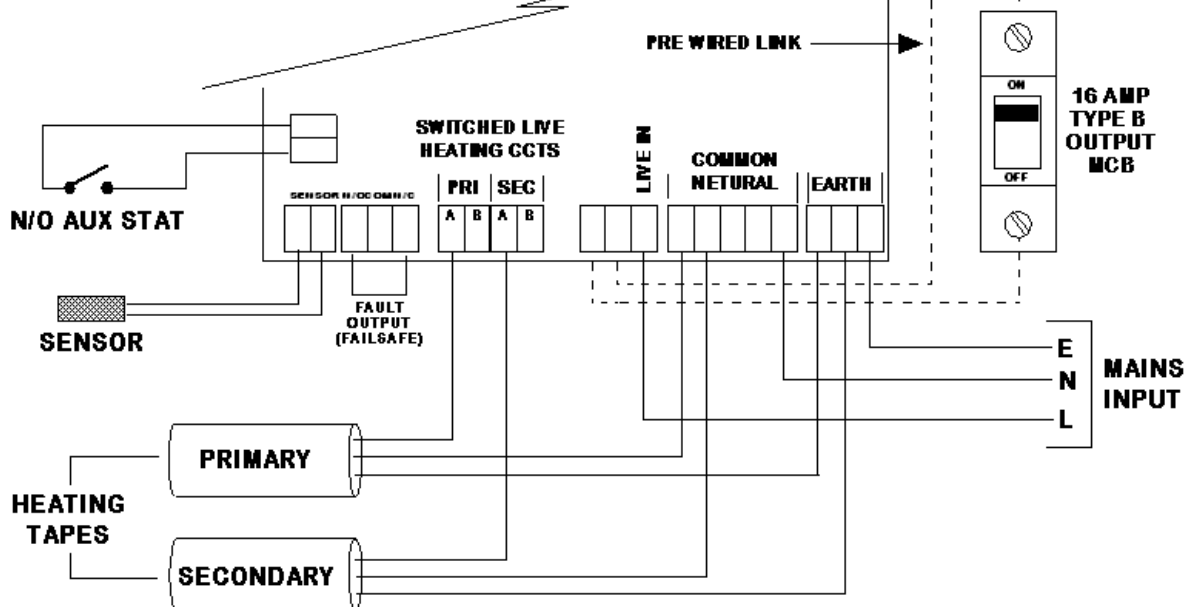 PRE WIRED LINK
ON
OFF
16 AMP
TYPE B
OUTPUT
MCB
SWITCHED LIVE
HEATING CCTS
PRI SEC
A B A B
LIVE IN
COMMON
NETURAL
EARTH
N/O AUX STAT
SENSOR N/O COM N/C
FAULT
OUTPUT
(FAILSAFE)
SENSOR
E
N
L
MAINS
INPUT
PRIMARY
HEATING
TAPES
SECONDARY